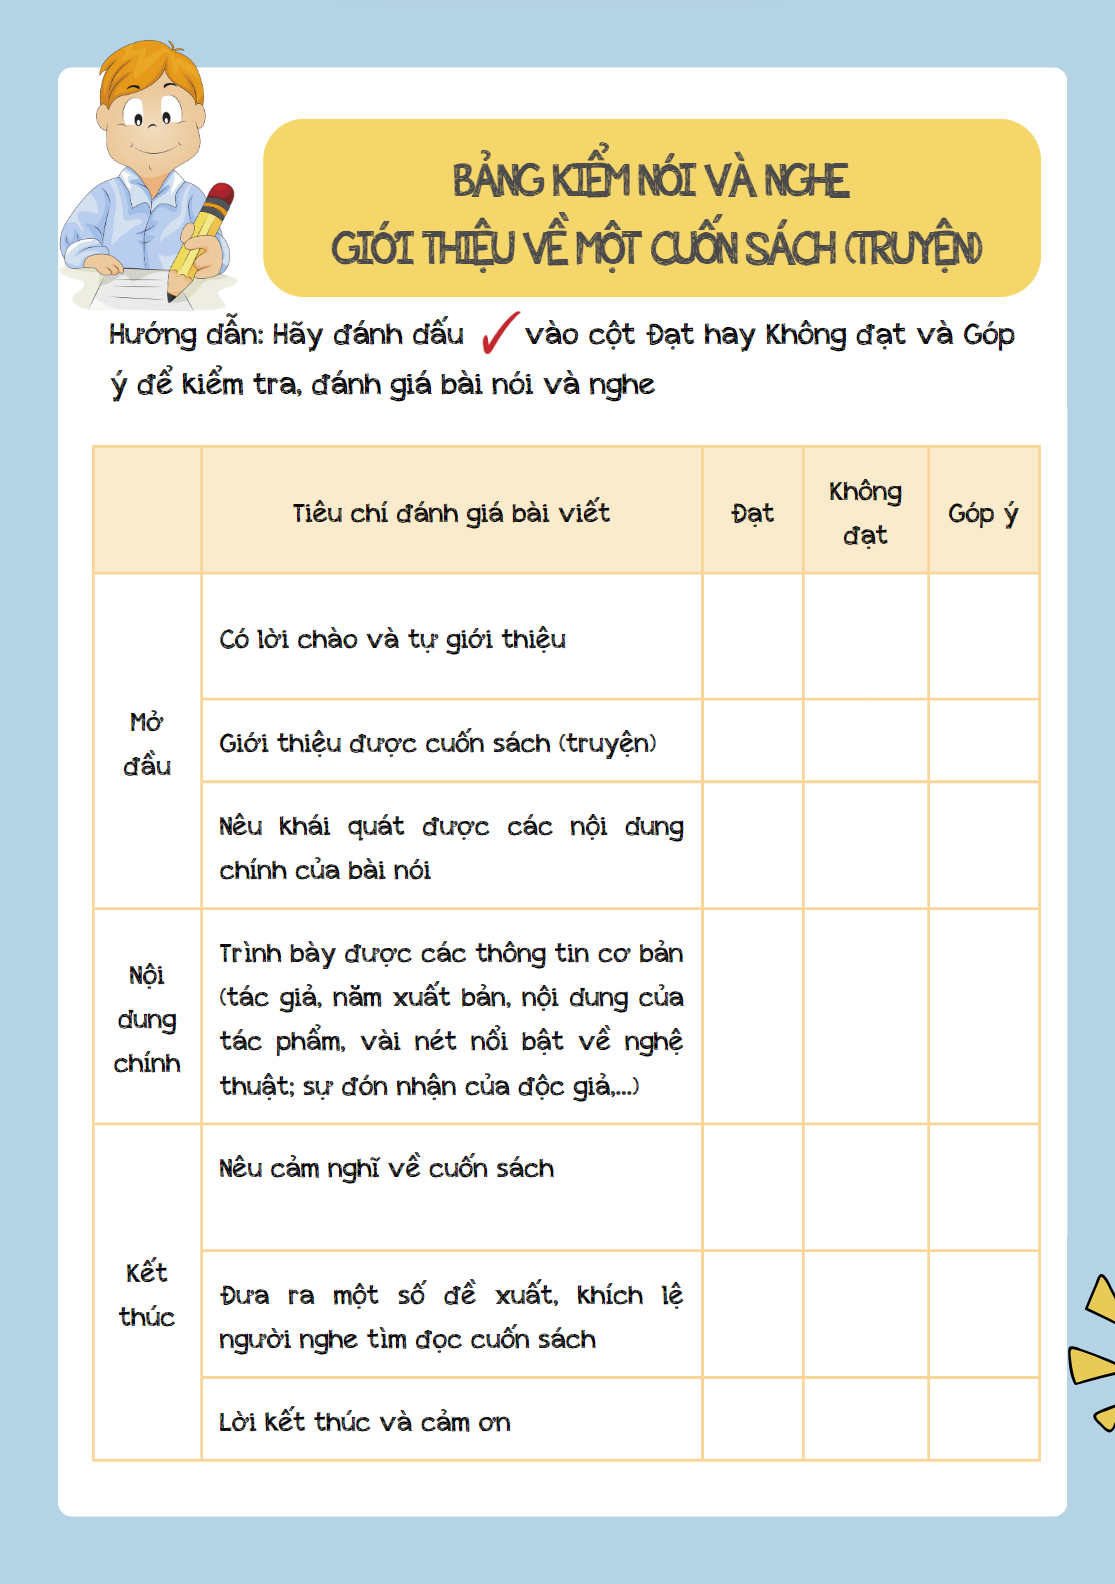 BẢNG KIỂM NÓI VÀ NGHE
GIỚI THIỆU VỀ MỘT CUỐN SÁCH (TRUYỆN)
Hướng dẫn: Hãy đánh dấu vào cột Đạt hay Không đạt và Góp
ý để kiểm tra, đánh giá bài nói và nghe
Tiêu chí đánh giá bài viết
Đạt
Không
đạt
Góp ý
Mở
đầu
Có lời chào và tự giới thiệu
Giới thiệu được cuốn sách (truyện)
Nêu khái quát được các nội dung
chính của bài nói
Nội
dung
chính
Trình bày được các thông tin cơ bản
(tác giả, năm xuất bản, nội dung của
tác phẩm, vài nét nổi bật về nghệ
thuật; sự đón nhận của độc giả,...)
Kết
thúc
Nêu cảm nghĩ về cuốn sách
Đưa ra một số đề xuất, khích lệ
người nghe tìm đọc cuốn sách
Lời kết thúc và cảm ơn